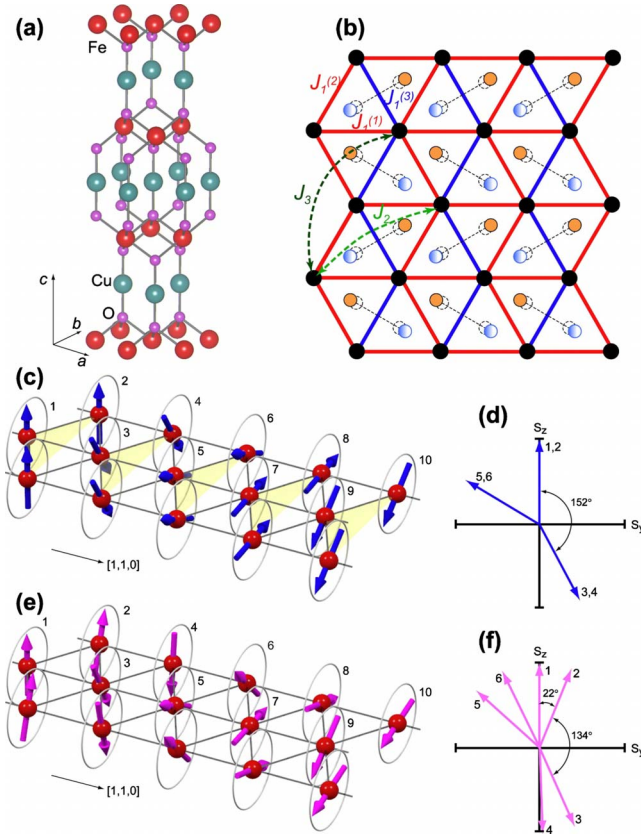 (a)
Fe
Cu
O
c
b
a
(b)
J₁⁽²⁾
J₁⁽³⁾
J₁⁽¹⁾
J₃
J₂
(c)
1
2
3
4
5
6
7
8
9
10
[1,1,0]
(d)
Sz
1,2
5,6
152°
Sy
3,4
(e)
1
2
3
4
5
6
7
8
9
10
[1,1,0]
(f)
Sz
1
2
6
22°
5
134°
Sy
3
4